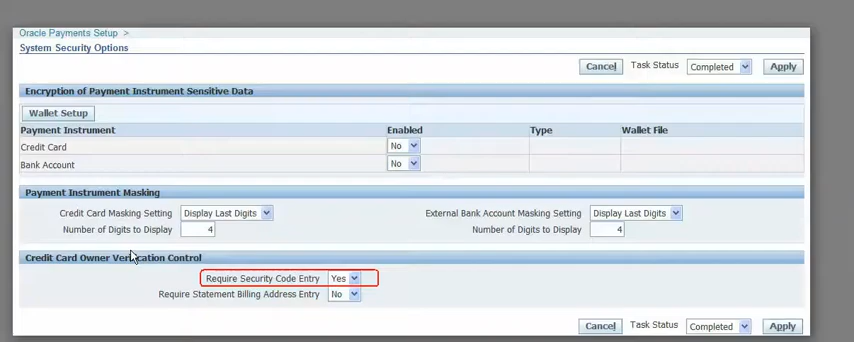 Oracle Payments Setup >
System Security Options
Cancel Task Status Completed Apply
Encryption of Payment Instrument Sensitive Data
Wallet Setup
Payment Instrument Enabled Type Wallet File
Credit Card No
Bank Account No
Payment Instrument Masking
Credit Card Masking Setting Display Last Digits External Bank Account Masking Setting Display Last Digits
Number of Digits to Display 4 Number of Digits to Display 4
Credit Card Owner Verification Control
Require Security Code Entry Yes
Require Statement Billing Address Entry No
Cancel Task Status Completed Apply